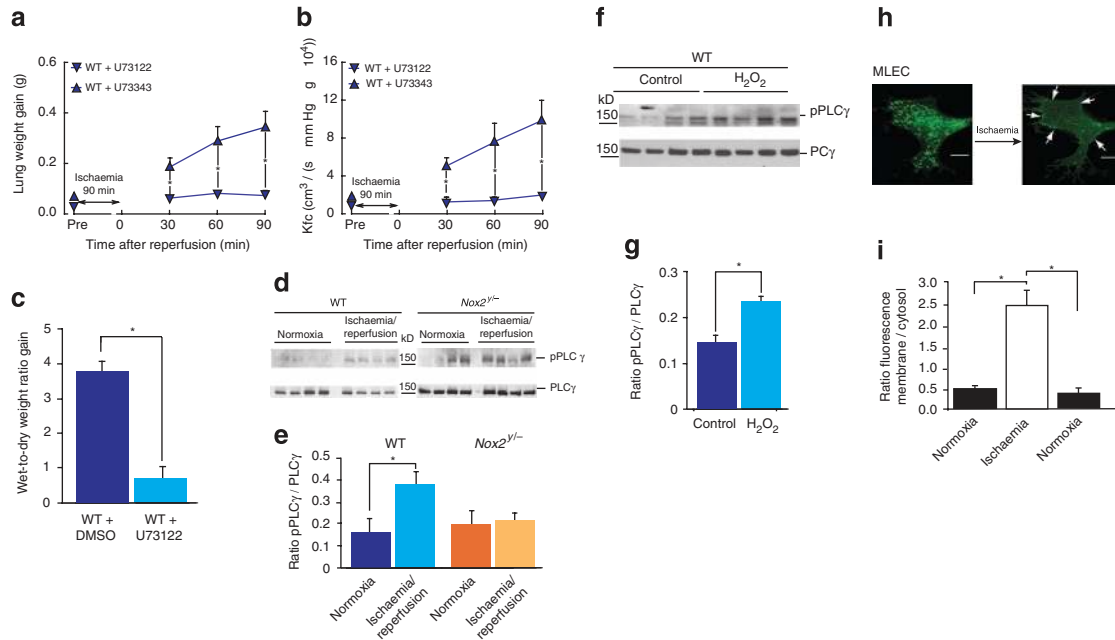 a
Lung weight gain (g)
0.6
0.4
0.2
0.0
WT + U73122
WT + U73343
Ischaemia
90 min
*
*
*
Pre
0
30
60
90
Time after reperfusion (min)
b
Kfc (cm³ / (s mm Hg g 10⁴))
16
12
8
4
0
WT + U73122
WT + U73343
Ischaemia
90 min
*
*
*
Pre
0
30
60
90
Time after reperfusion (min)
c
Wet-to-dry weight ratio gain
5
4
3
2
1
0
*
WT +
DMSO
WT +
U73122
d
WT
Nox2 y/–
Normoxia
Ischaemia/
reperfusion
kD
Normoxia
Ischaemia/
reperfusion
150
pPLC γ
150
PLCγ
e
WT
Nox2 y/–
Ratio pPLCγ / PLCγ
0.5
0.4
0.3
0.2
0.1
0
*
Normoxia
Ischaemia/
reperfusion
Normoxia
Ischaemia/
reperfusion
f
WT
Control
H₂O₂
kD
150
pPLCγ
150
PCγ
g
Ratio pPLCγ / PLCγ
0.3
0.2
0.1
0
*
Control
H₂O₂
h
MLEC
Ischaemia
i
Ratio fluorescence
membrane / cytosol
3.0
2.5
2.0
1.5
1.0
0.5
0.0
*
*
Normoxia
Ischaemia
Normoxia